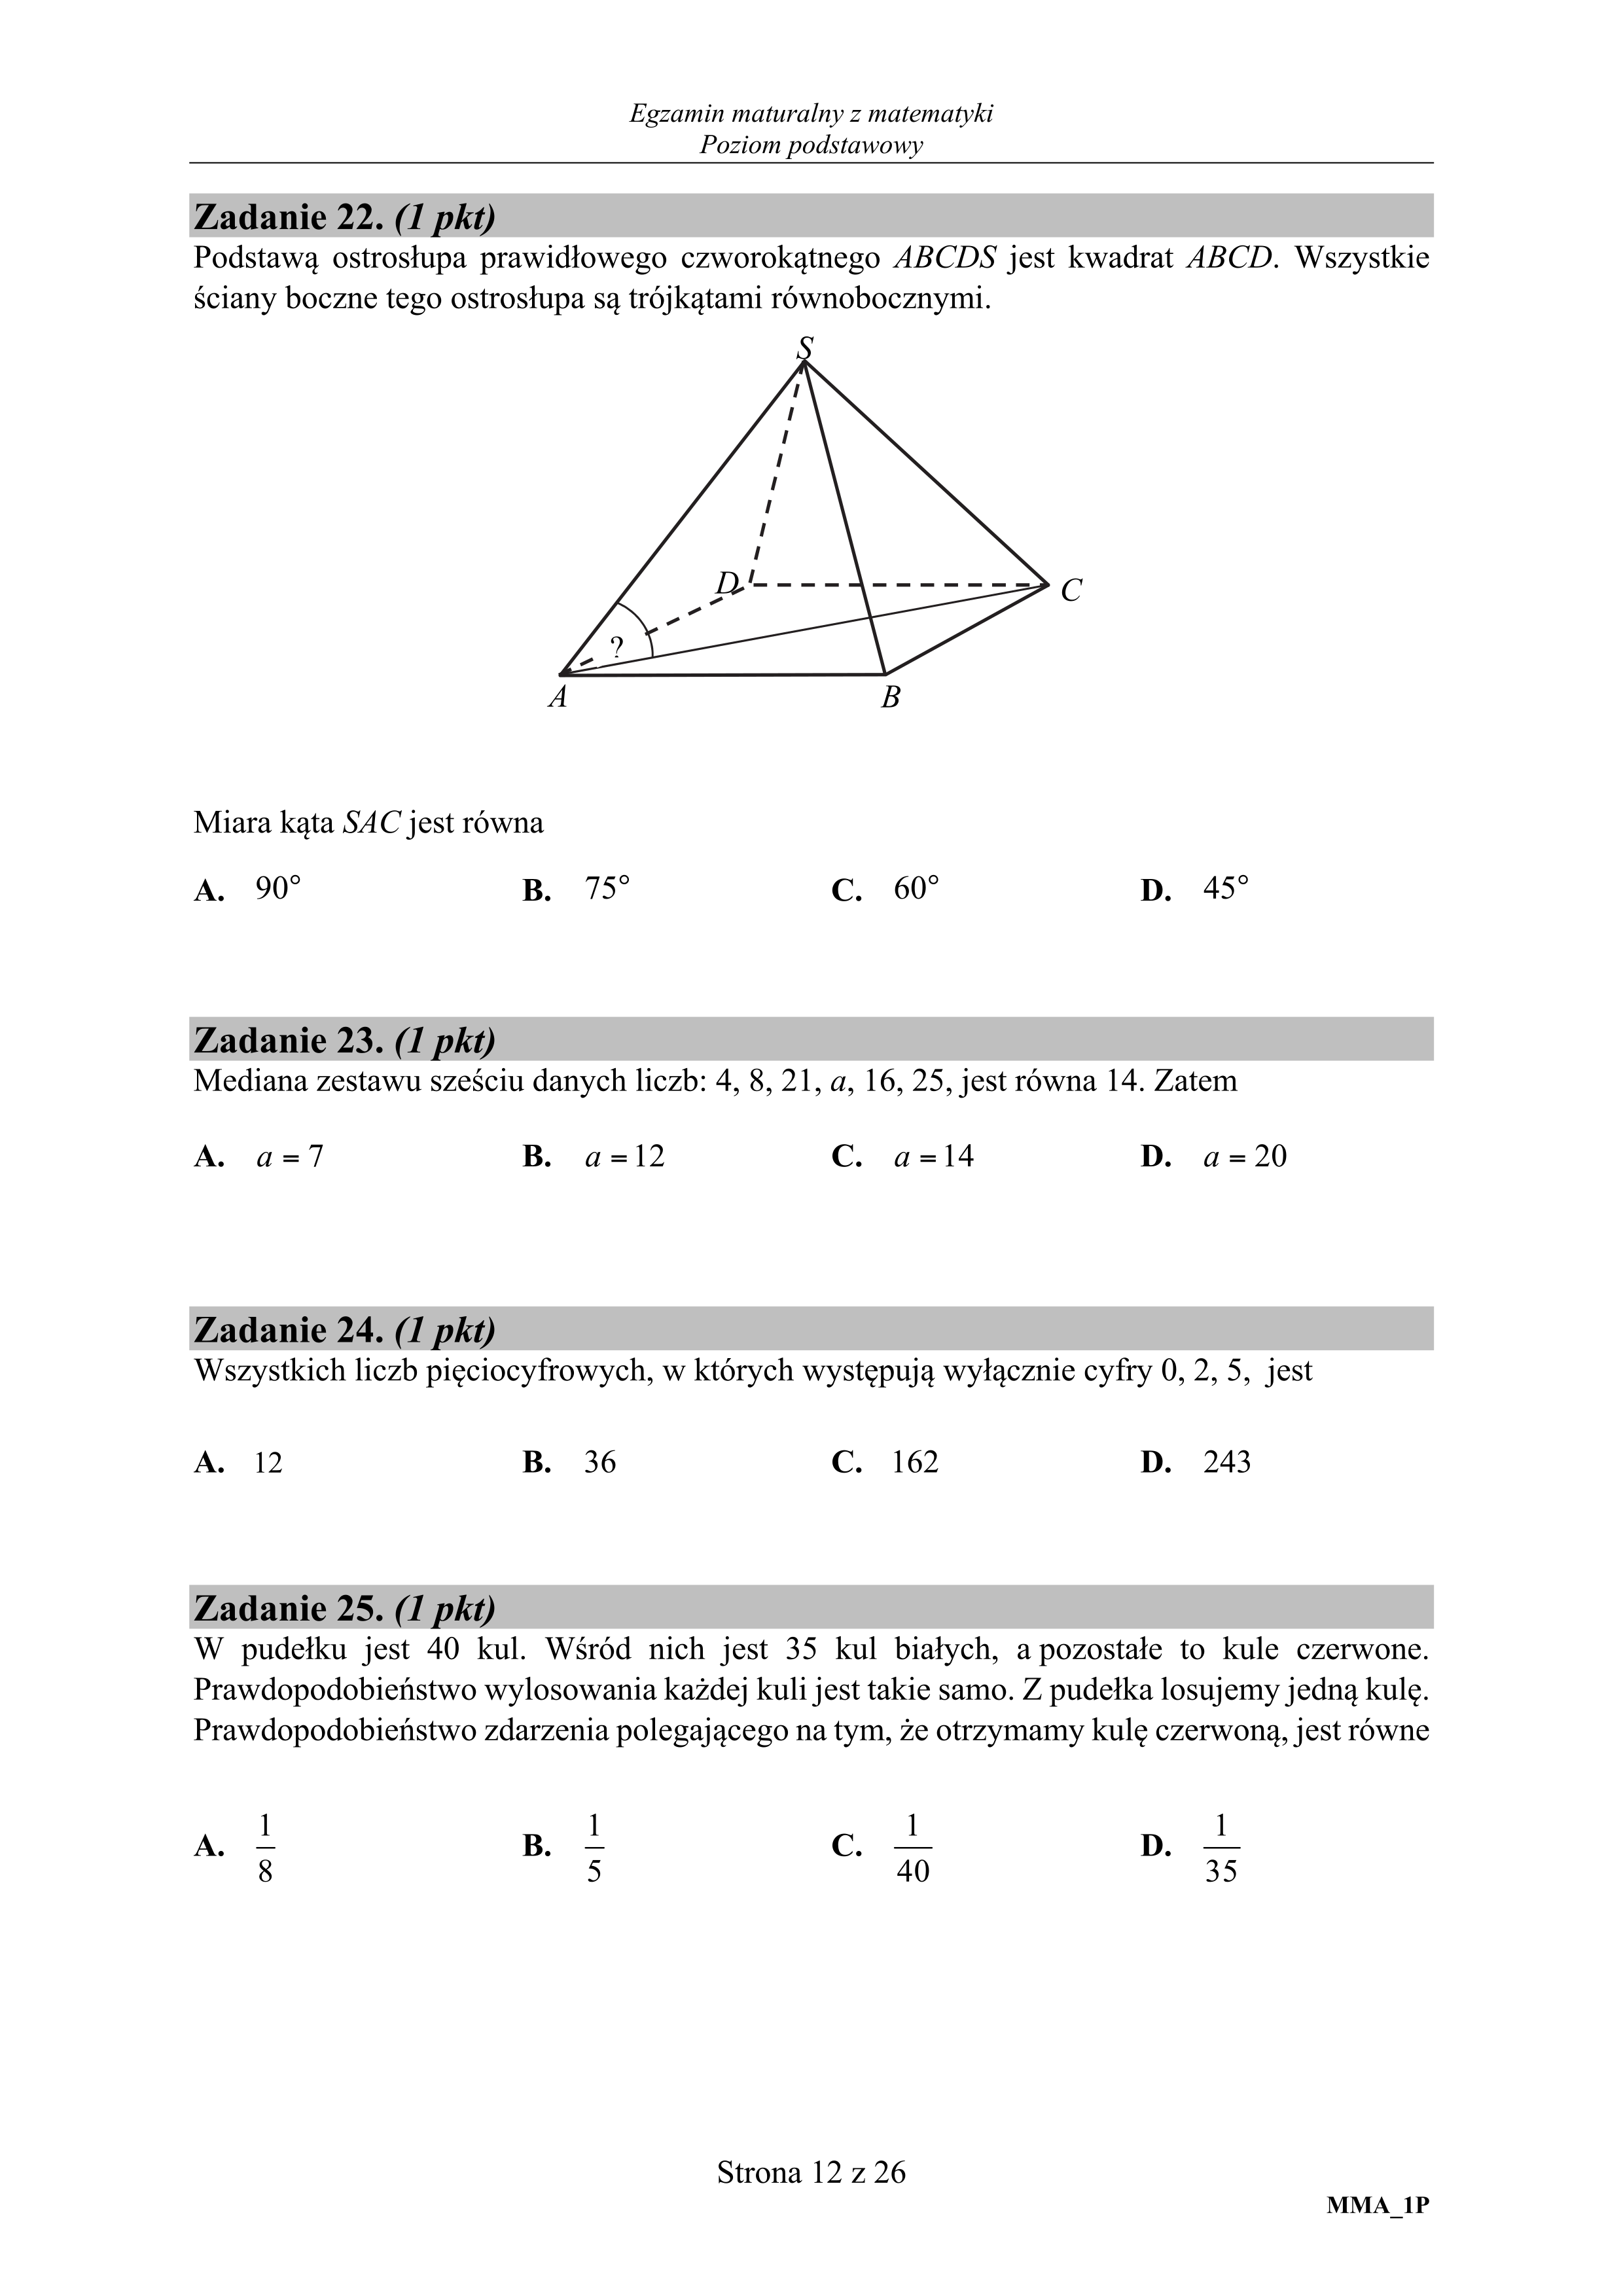 Egzamin maturalny z matematyki
Poziom podstawowy
Zadanie 22. (1 pkt)
Podstawą ostrosłupa prawidłowego czworokątnego ABCDS jest kwadrat ABCD. Wszystkie
ściany boczne tego ostrosłupa są trójkątami równobocznymi.
S
D
C
?
A
B
Miara kąta SAC jest równa
A. 90° B. 75° C. 60° D. 45°
Zadanie 23. (1 pkt)
Mediana zestawu sześciu danych liczb: 4, 8, 21, a, 16, 25, jest równa 14. Zatem
A. a = 7 B. a = 12 C. a = 14 D. a = 20
Zadanie 24. (1 pkt)
Wszystkich liczb pięciocyfrowych, w których występują wyłącznie cyfry 0, 2, 5, jest
A. 12 B. 36 C. 162 D. 243
Zadanie 25. (1 pkt)
W pudełku jest 40 kul. Wśród nich jest 35 kul białych, a pozostałe to kule czerwone.
Prawdopodobieństwo wylosowania każdej kuli jest takie samo. Z pudełka losujemy jedną kulę.
Prawdopodobieństwo zdarzenia polegającego na tym, że otrzymamy kulę czerwoną, jest równe
A. 1/8 B. 1/5 C. 1/40 D. 1/35
Strona 12 z 26
MMA_1P